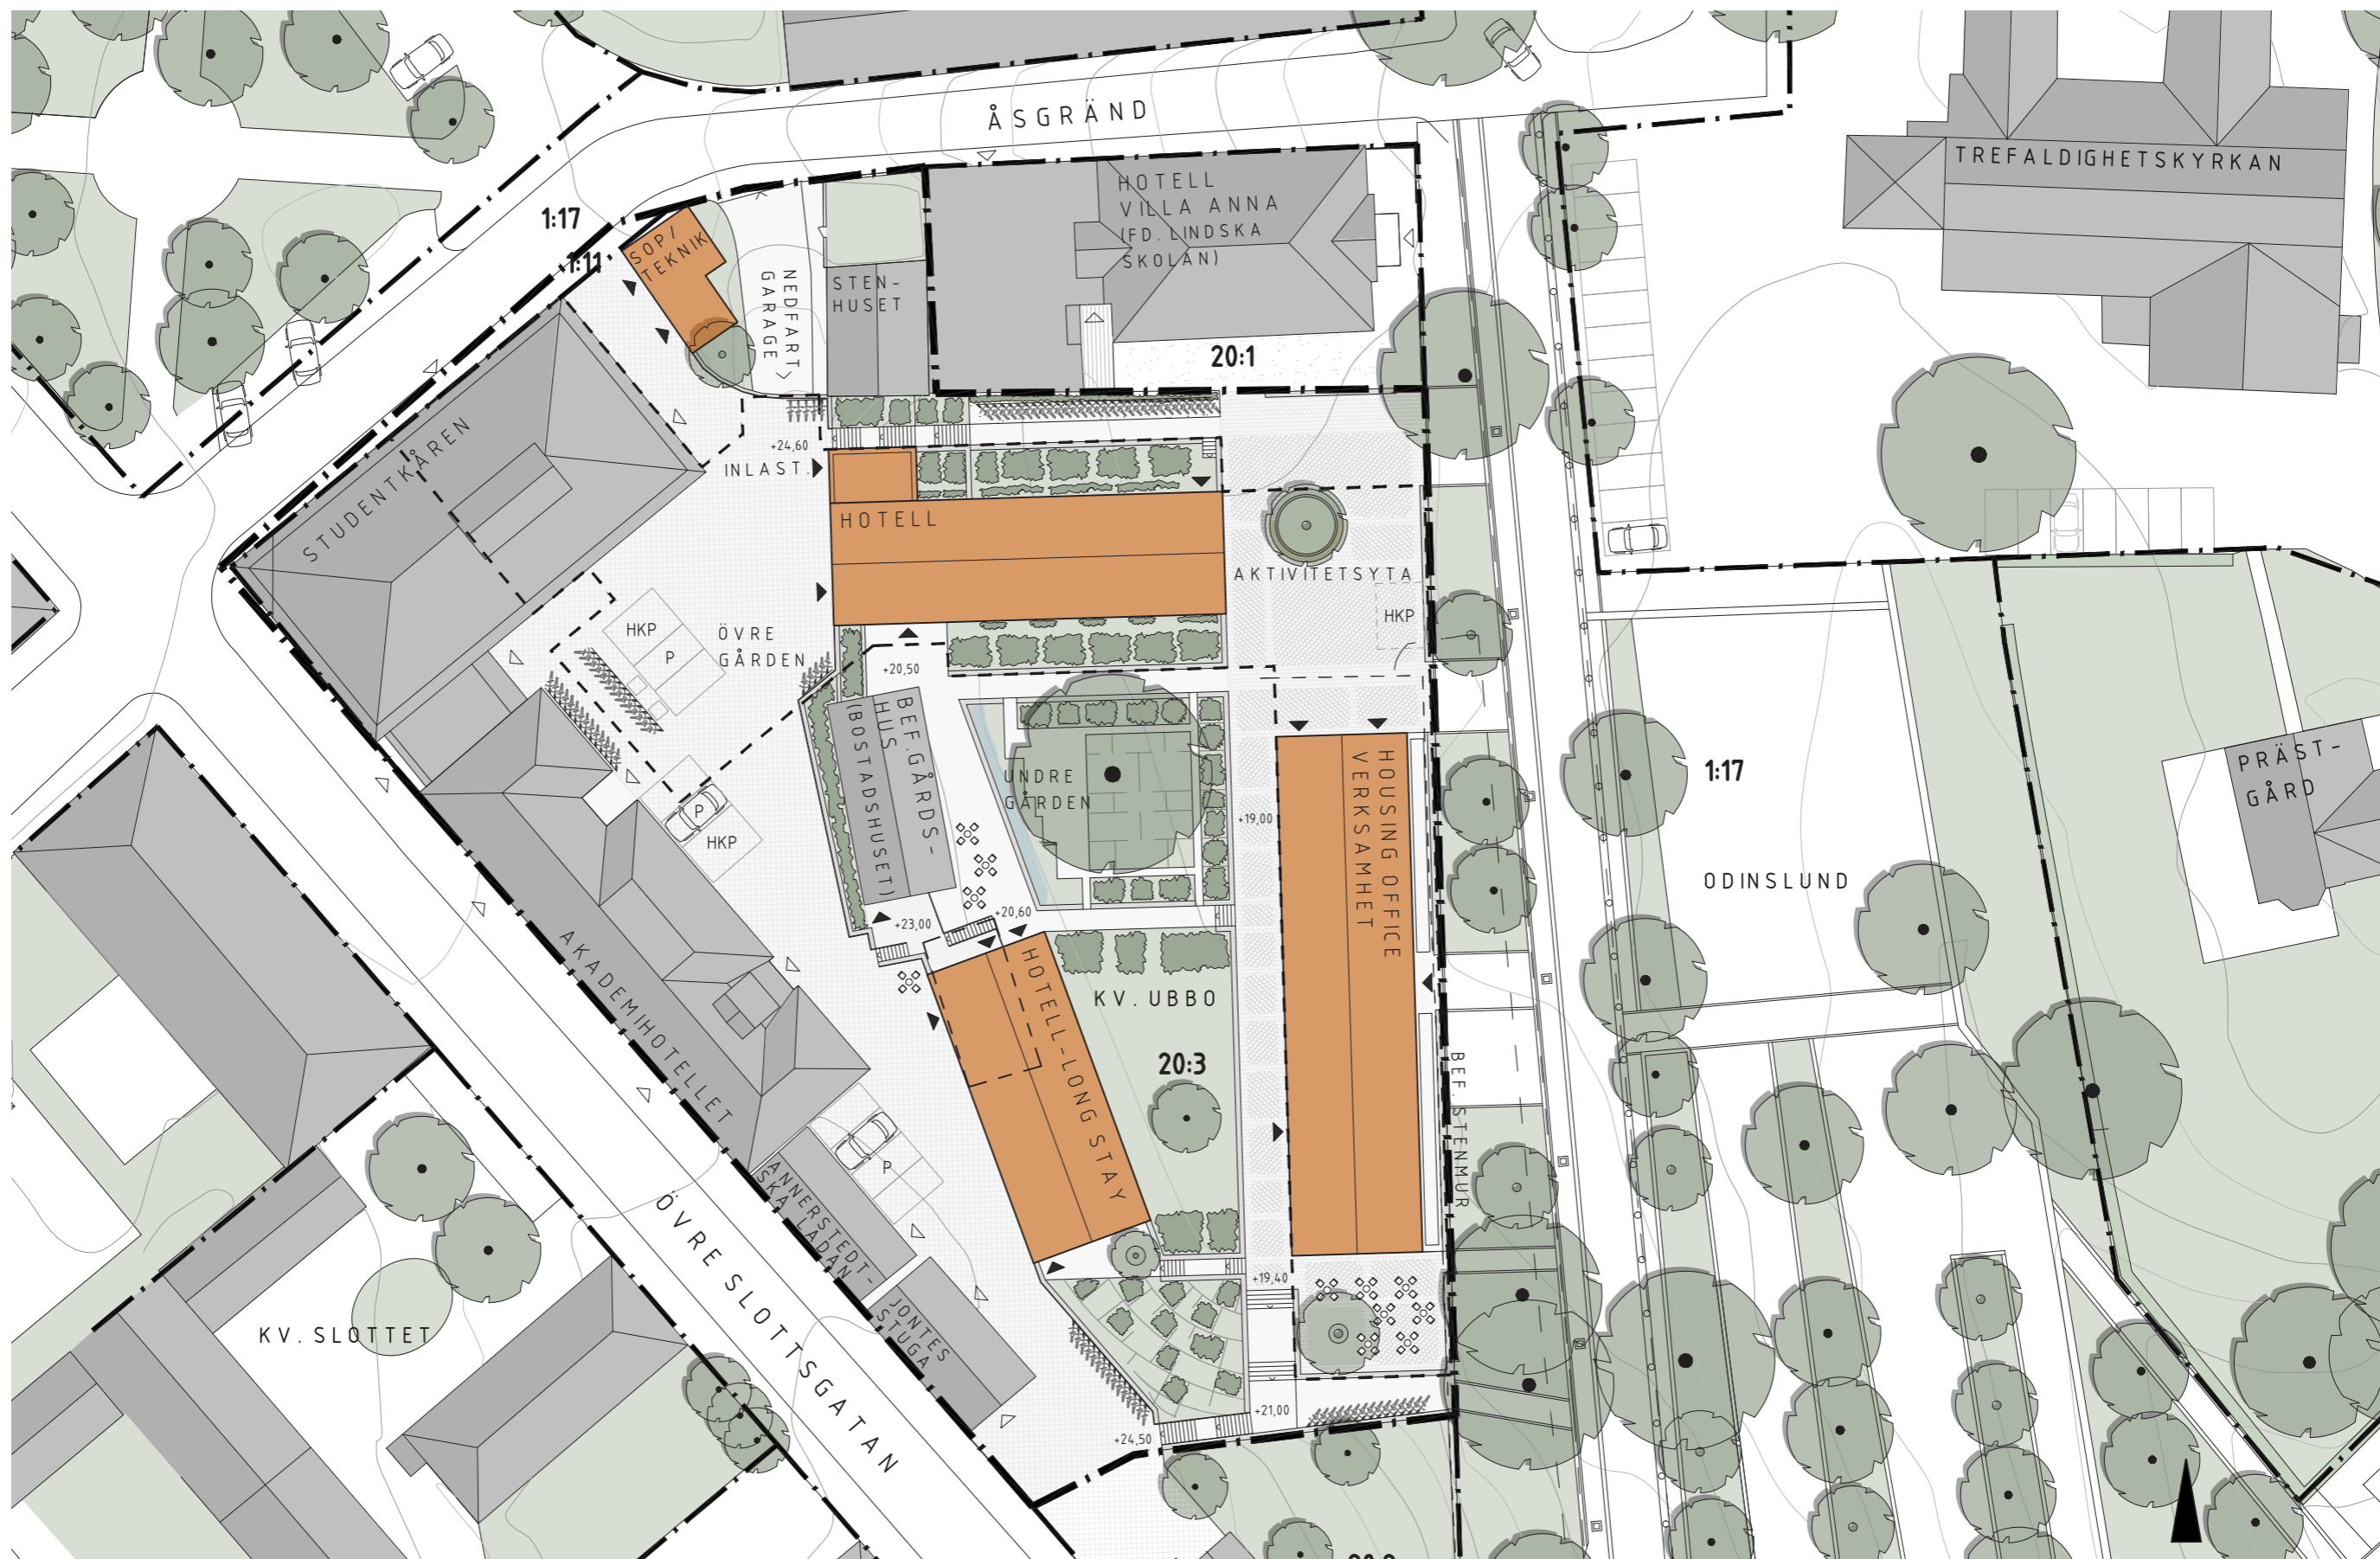 ÅSGRÄND
TREFALDIGHETSKYRKAN
HOTELL
VILLA ANNA
(FD. LINDSKA
SKOLAN)
1:17
1:11
SOP/
TEKNIK
NEDFART
GARAGE
STEN-
HUSET
20:1
STUDENTKÅREN
+24,60
INLAST.
HOTELL
AKTIVITETSYTA
HKP
HKP
P
ÖVRE
GÅRDEN
+20,50
BEF.GÅRDS-
HUS
(BOSTADSHUSET)
UNDRE
GÅRDEN
+19,00
HOUSING OFFICE
VERKSAMHET
1:17
PRÄST-
GÅRD
P
HKP
ODINSLUND
+23,00
+20,60
AKADEMIHOTELLET
HOTELL-LONG STAY
KV. UBBO
20:3
BEF. STENMUR
P
ANNERSTEDT-
SKA LADAN
ÖVRE SLOTTSGATAN
JONTES
STUGA
KV. SLOTTET
+19,40
+21,00
+24,50